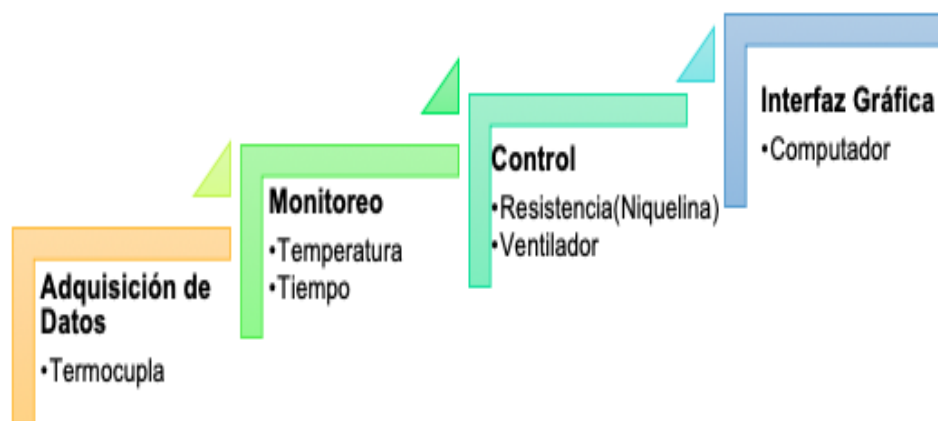 Adquisición de
Datos
•Termocupla
Monitoreo
•Temperatura
•Tiempo
Control
•Resistencia(Niquelina)
•Ventilador
Interfaz Gráfica
•Computador